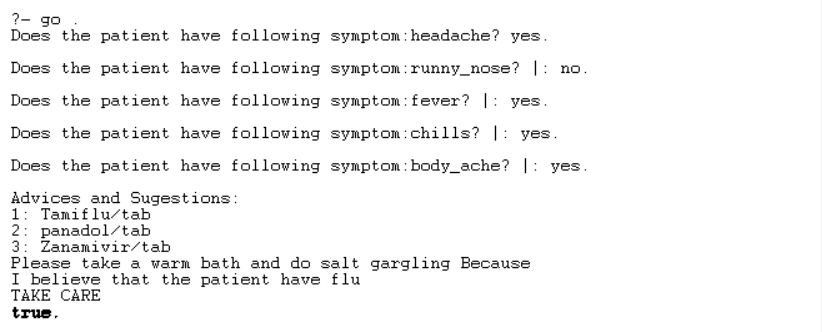 ?- go .
Does the patient have following symptom:headache? yes.
Does the patient have following symptom:runny_nose? |: no.
Does the patient have following symptom:fever? |: yes.
Does the patient have following symptom:chills? |: yes.
Does the patient have following symptom:body_ache? |: yes.
Advices and Sugestions:
1: Tamiflu/tab
2: panadol/tab
3: Zanamivir/tab
Please take a warm bath and do salt gargling Because
I believe that the patient have flu
TAKE CARE
true.